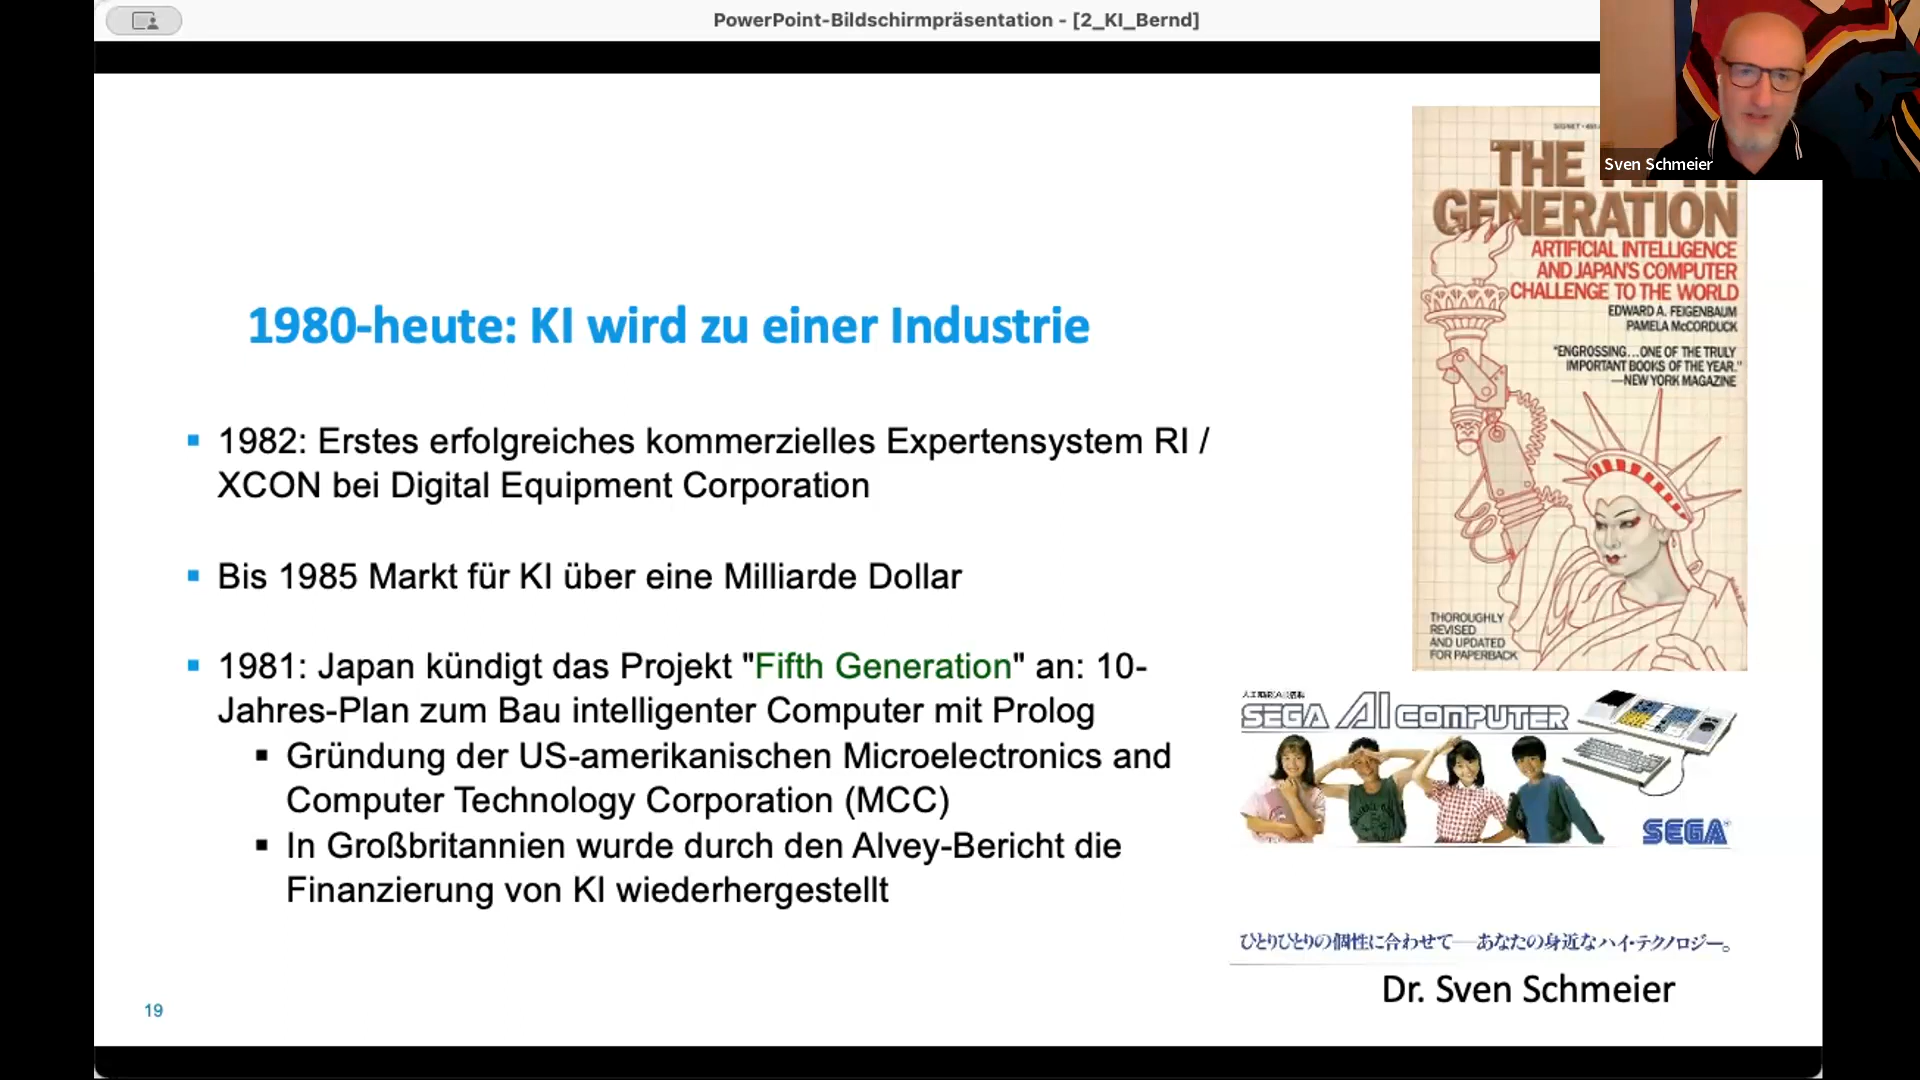 PowerPoint-Bildschirmpräsentation - [2_KI_Bernd]
Sven Schmeier
1980-heute: KI wird zu einer Industrie
1982: Erstes erfolgreiches kommerzielles Expertensystem RI /
XCON bei Digital Equipment Corporation
Bis 1985 Markt für KI über eine Milliarde Dollar
1981: Japan kündigt das Projekt "Fifth Generation" an: 10-
Jahres-Plan zum Bau intelligenter Computer mit Prolog
Gründung der US-amerikanischen Microelectronics and
Computer Technology Corporation (MCC)
In Großbritannien wurde durch den Alvey-Bericht die
Finanzierung von KI wiederhergestellt
SIGNET
THE
GENERATION
ARTIFICIAL INTELLIGENCE
AND JAPAN'S COMPUTER
CHALLENGE TO THE WORLD
EDWARD A. FEIGENBAUM
PAMELA McCORDUCK
"ENGROSSING...ONE OF THE TRULY
IMPORTANT BOOKS OF THE YEAR."
—NEW YORK MAGAZINE
THOROUGHLY
REVISED
AND UPDATED
FOR PAPERBACK
SEGA AI COMPUTER
SEGA
ひとりひとりの個性に合わせて—あなたの身近なハイ・テクノロジー。
Dr. Sven Schmeier
19